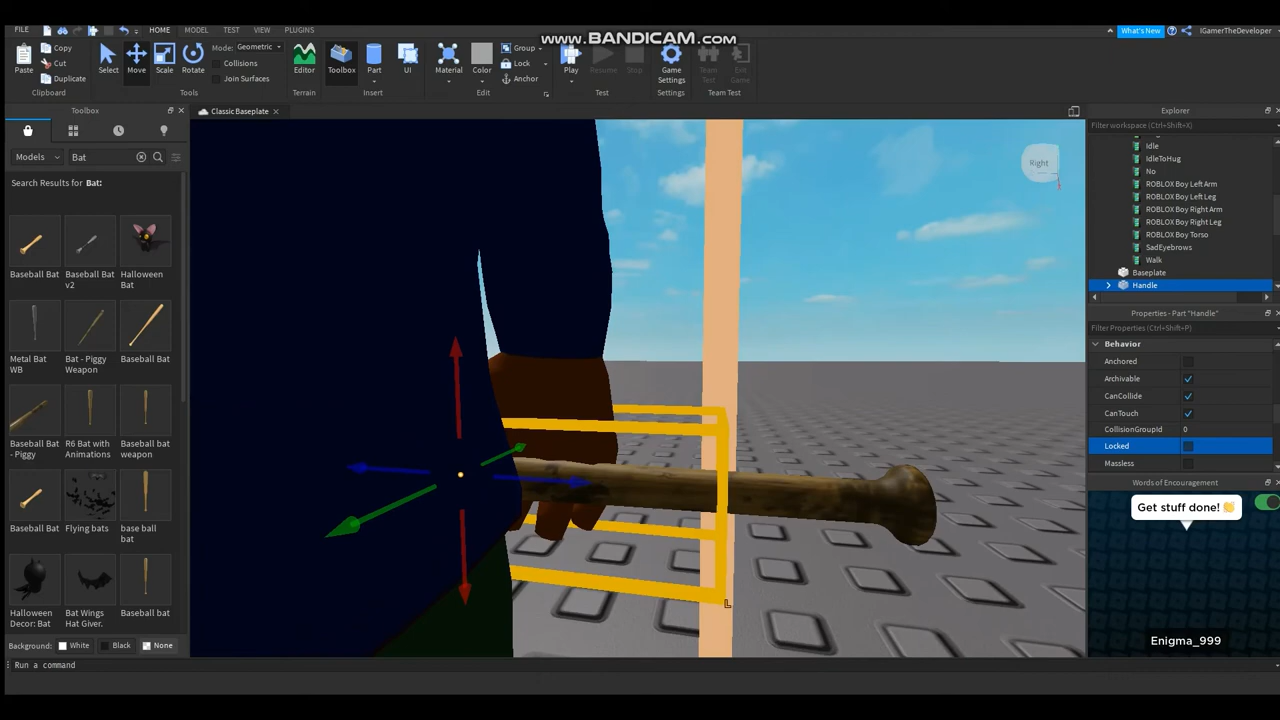 FILE
HOME
MODEL
TEST
VIEW
PLUGINS
www.BANDICAM.com
What's New
IGamerTheDeveloper
Paste
Copy
Cut
Duplicate
Clipboard
Select
Move
Scale
Rotate
Mode: Geometric
Collisions
Join Surfaces
Tools
Editor
Terrain
Toolbox
Part
UI
Insert
Material
Color
Group
Lock
Anchor
Edit
Play
Resume
Stop
Test
Game
Settings
Settings
Team
Test
Exit
Game
Team Test
Toolbox
Models
Bat
Search Results for Bat:
Baseball Bat
Baseball Bat
v2
Halloween
Bat
Metal Bat
WB
Bat - Piggy
Weapon
Baseball Bat
Baseball
Bat - Piggy
R6 Bat with
Animations
Baseball bat
weapon
Baseball Bat
Flying bats
base ball
bat
Halloween
Decor: Bat
Bat Wings
Hat Giver.
Baseball bat
Background:
White
Black
None
Run a command
Classic Baseplate
Right
Explorer
Filter workspace (Ctrl+Shift+X)
Idle
IdleToHug
No
ROBLOX Boy Left Arm
ROBLOX Boy Left Leg
ROBLOX Boy Right Arm
ROBLOX Boy Right Leg
ROBLOX Boy Torso
SadEyebrows
Walk
Baseplate
Handle
Properties - Part "Handle"
Filter Properties (Ctrl+Shift+P)
Behavior
Anchored
Archivable
CanCollide
CanTouch
CollisionGroupId
0
Locked
Massless
Words of Encouragement
Get stuff done! 👏
Enigma_999